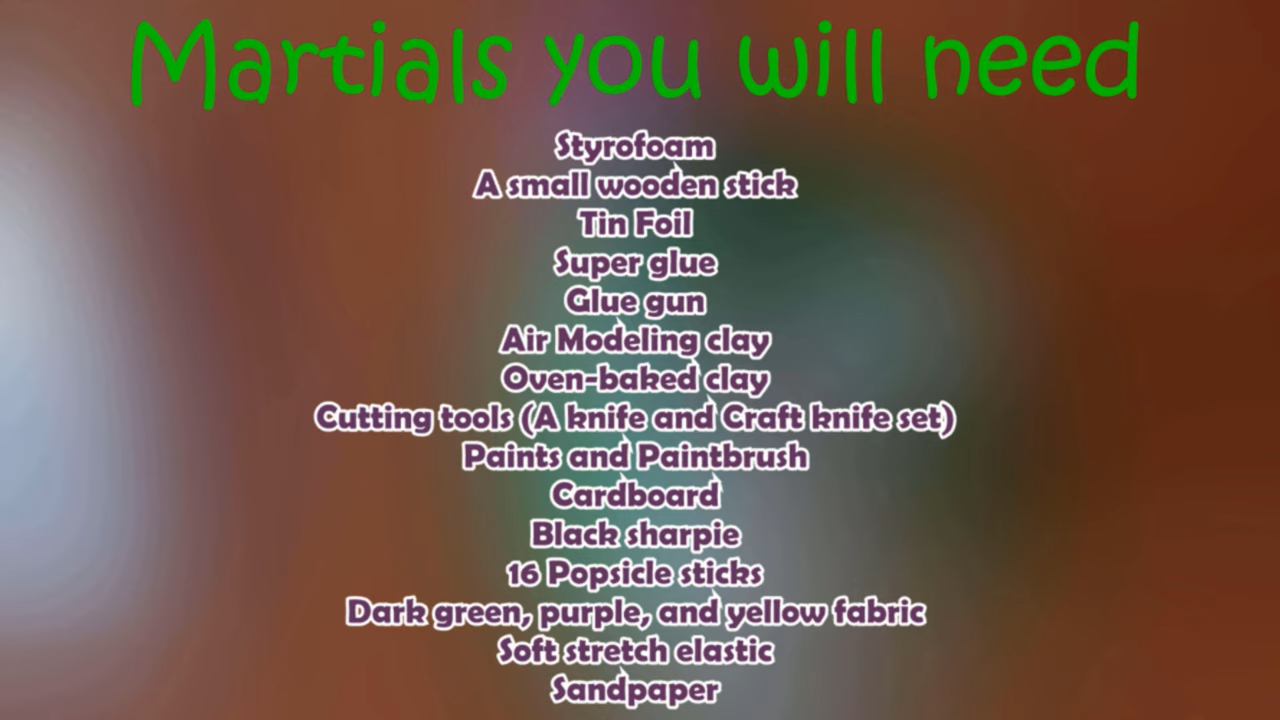 Martials you will need
Styrofoam
A small wooden stick
Tin Foil
Super glue
Glue gun
Air Modeling clay
Oven-baked clay
Cutting tools (A knife and Craft knife set)
Paints and Paintbrush
Cardboard
Black sharpie
16 Popsicle sticks
Dark green, purple, and yellow fabric
Soft stretch elastic
Sandpaper